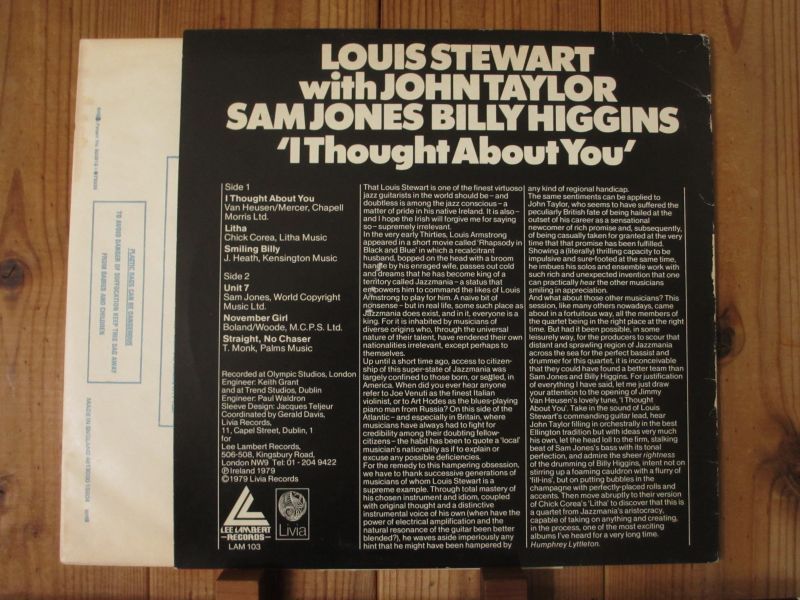 LOUIS STEWART
with JOHN TAYLOR
SAM JONES BILLY HIGGINS
'I Thought About You'
Side 1
I Thought About You
Van Heusen/Mercer, Chapell
Morris Ltd.
Litha
Chick Corea, Litha Music
Smiling Billy
J. Heath, Kensington Music
Side 2
Unit 7
Sam Jones, World Copyright
Music Ltd.
November Girl
Boland/Woode, M.C.P.S. Ltd.
Straight, No Chaser
T. Monk, Palms Music
Recorded at Olympic Studios, London
Engineer: Keith Grant
and at Trend Studios, Dublin
Engineer: Paul Waldron
Sleeve Design: Jacques Teljeur
Coordinated by Gerald Davis,
Livia Records,
11, Capel Street, Dublin, 1
for
Lee Lambert Records,
506-508, Kingsbury Road,
London NW9 Tel: 01 - 204 9422
Ⓟ Ireland 1979
© 1979 Livia Records
LEE LAMBERT
RECORDS
LAM 103
Livia
That Louis Stewart is one of the finest virtuoso
jazz guitarists in the world should be – and
doubtless is among the jazz conscious – a
matter of pride in his native Ireland. It is also –
and I hope the Irish will forgive me for saying
so – supremely irrelevant.
In the very early Thirties, Louis Armstrong
appeared in a short movie called 'Rhapsody in
Black and Blue' in which a recalcitrant
husband, bopped on the head with a broom
handle by his enraged wife, passes out cold
and dreams that he has become king of a
territory called Jazzmania – a status that
empowers him to command the likes of Louis
Armstrong to play for him. A naive bit of
nonsense – but in real life, some such place as
Jazzmania does exist, and in it, everyone is a
king. For it is inhabited by musicians of
diverse origins who, through the universal
nature of their talent, have rendered their own
nationalities irrelevant, except perhaps to
themselves.
Up until a short time ago, access to citizen-
ship of this super-state of Jazzmania was
largely confined to those born, or settled, in
America. When did you ever hear anyone
refer to Joe Venuti as the finest Italian
violinist, or to Art Hodes as the blues-playing
piano man from Russia? On this side of the
Atlantic – and especially in Britain, where
musicians have always had to fight for
credibility among their doubting fellow-
citizens – the habit has been to quote a 'local'
musician's nationality as if to explain or
excuse any possible deficiencies.
For the remedy to this hampering obsession,
we have to thank successive generations of
musicians of whom Louis Stewart is a
supreme example. Through total mastery of
his chosen instrument and idiom, coupled
with original thought and a distinctive
instrumental voice of his own (when have the
power of electrical amplification and the
natural resonance of the guitar been better
blended?), he waves aside imperiously any
hint that he might have been hampered by
any kind of regional handicap.
The same sentiments can be applied to
John Taylor, who seems to have suffered the
peculiarly British fate of being hailed at the
outset of his career as a sensational
newcomer of rich promise and, subsequently,
of being casually taken for granted at the very
time that promise has been fulfilled.
Showing a literally thrilling capacity to be
impulsive and sure-footed at the same time,
he imbues his solos and ensemble work with
such rich and unexpected invention that one
can practically hear the other musicians
smiling in appreciation.
And what about those other musicians? This
session, like many others nowadays, came
about in a fortuitous way, all the members of
the quartet being in the right place at the right
time. But had it been possible, in some
leisurely way, for the producers to scour that
distant and sprawling region of Jazzmania
across the sea for the perfect bassist and
drummer for this quartet, it is inconceivable
that they could have found a better team than
Sam Jones and Billy Higgins. For justification
of everything I have said, let me just draw
your attention to the opening of Jimmy
Van Heusen's lovely tune, 'I Thought
About You'. Take in the sound of Louis
Stewart's commanding guitar lead, hear
John Taylor filling in orchestrally in the best
Ellington tradition but with ideas very much
his own, let the head loll to the firm, stalking
beat of Sam Jones's bass with its tonal
perfection, and admire the sheer rightness
of the drumming of Billy Higgins, intent not on
stirring up a foaming cauldron with a flurry of
'fill-ins', but on putting bubbles in the
champagne with perfectly-placed rolls and
accents. Then move abruptly to their version
of Chick Corea's 'Litha' to discover that this is
a quartet from Jazzmania's aristocracy,
capable of taking on anything and creating,
in the process, one of the most exciting
albums I've heard for a very long time.
Humphrey Lyttleton.
PLASTIC BAGS CAN BE DANGEROUS
TO AVOID DANGER OF SUFFOCATION KEEP THIS BAG AWAY
FROM BABIES AND CHILDREN
MADE IN ENGLAND